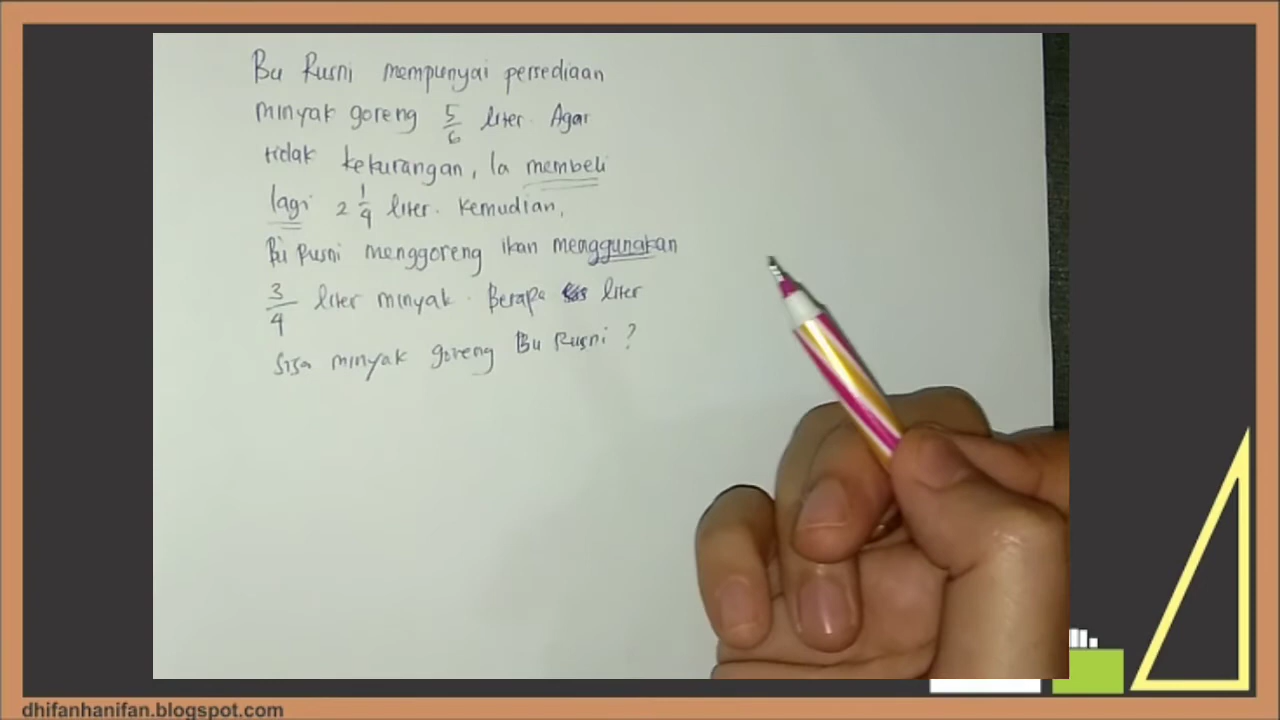 Bu Rusni mempunyai persediaan
minyak goreng 5/6 liter. Agar
tidak kekurangan, Ia membeli
lagi 2 1/4 liter. Kemudian,
Bu Rusni menggoreng ikan menggunakan
3/4 liter minyak. Berapa liter
sisa minyak goreng Bu Rusni ?
dhifanhanifan.blogspot.com